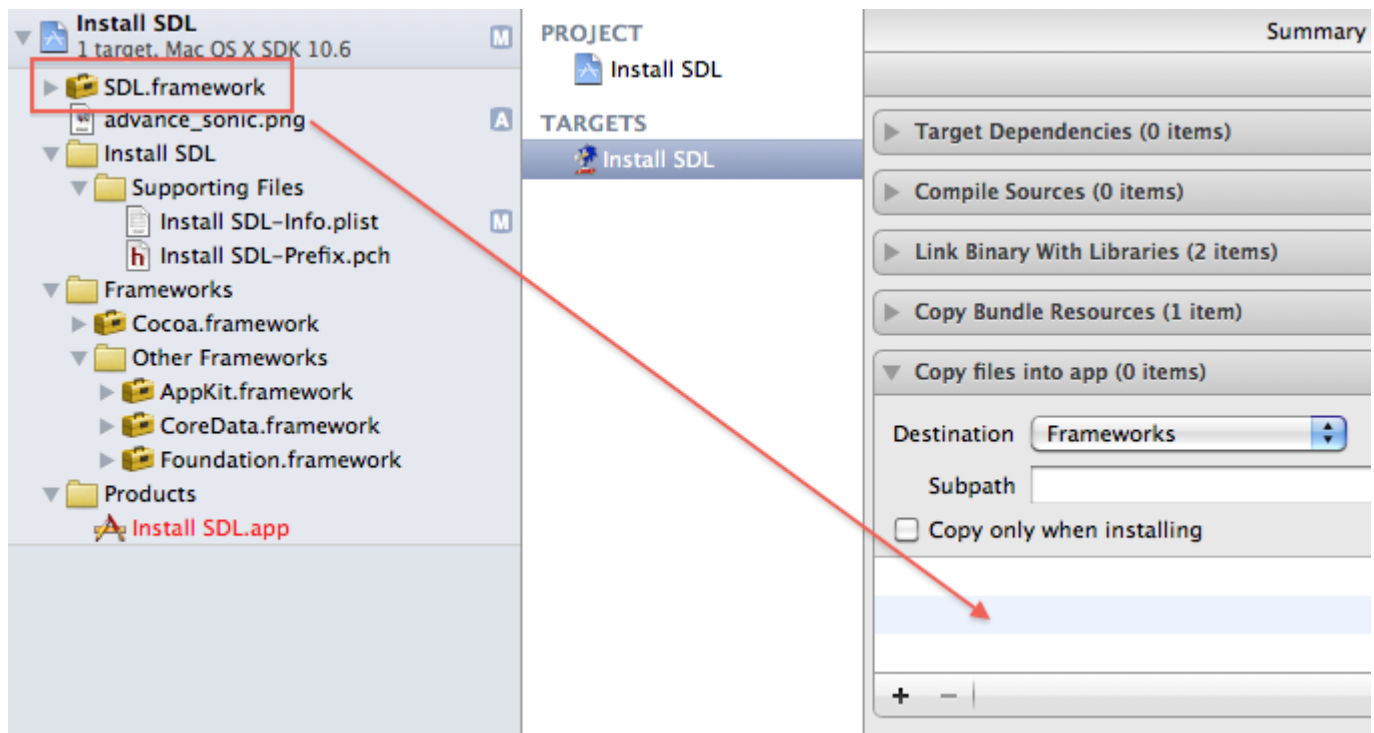 Install SDL
1 target, Mac OS X SDK 10.6
M
SDL.framework
advance_sonic.png
A
Install SDL
Supporting Files
Install SDL-Info.plist
M
h Install SDL-Prefix.pch
Frameworks
Cocoa.framework
Other Frameworks
AppKit.framework
CoreData.framework
Foundation.framework
Products
Install SDL.app
PROJECT
Install SDL
TARGETS
Install SDL
Summary
Target Dependencies (0 items)
Compile Sources (0 items)
Link Binary With Libraries (2 items)
Copy Bundle Resources (1 item)
Copy files into app (0 items)
Destination Frameworks
Subpath
Copy only when installing